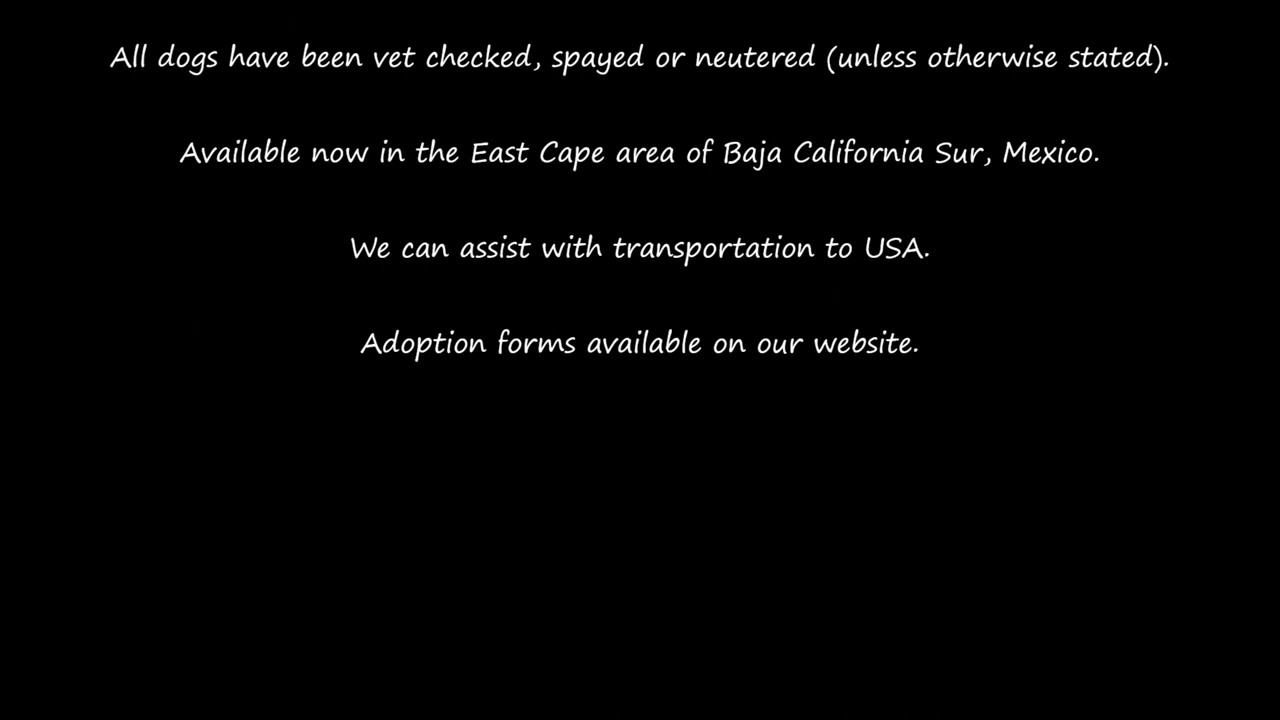 All dogs have been vet checked, spayed or neutered (unless otherwise stated).
Available now in the East Cape area of Baja California Sur, Mexico.
We can assist with transportation to USA.
Adoption forms available on our website.